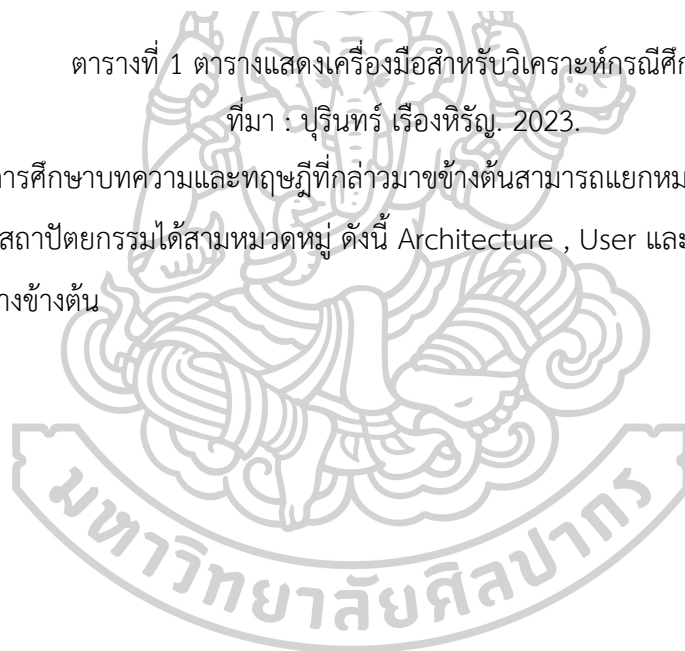 ตารางที่ 1 ตารางแสดงเครื่องมือสำหรับวิเคราะห์กรณีศึก
ที่มา : ปุรินทร์ เรืองหิรัญ. 2023.
การศึกษาบทความและทฤษฎีที่กล่าวมาขข้างต้นสามารถแยกหม
สถาปัตยกรรมได้สามหมวดหมู่ ดังนี้ Architecture , User และ
างข้างต้น
มหาวิทยาลัยศิลปากร